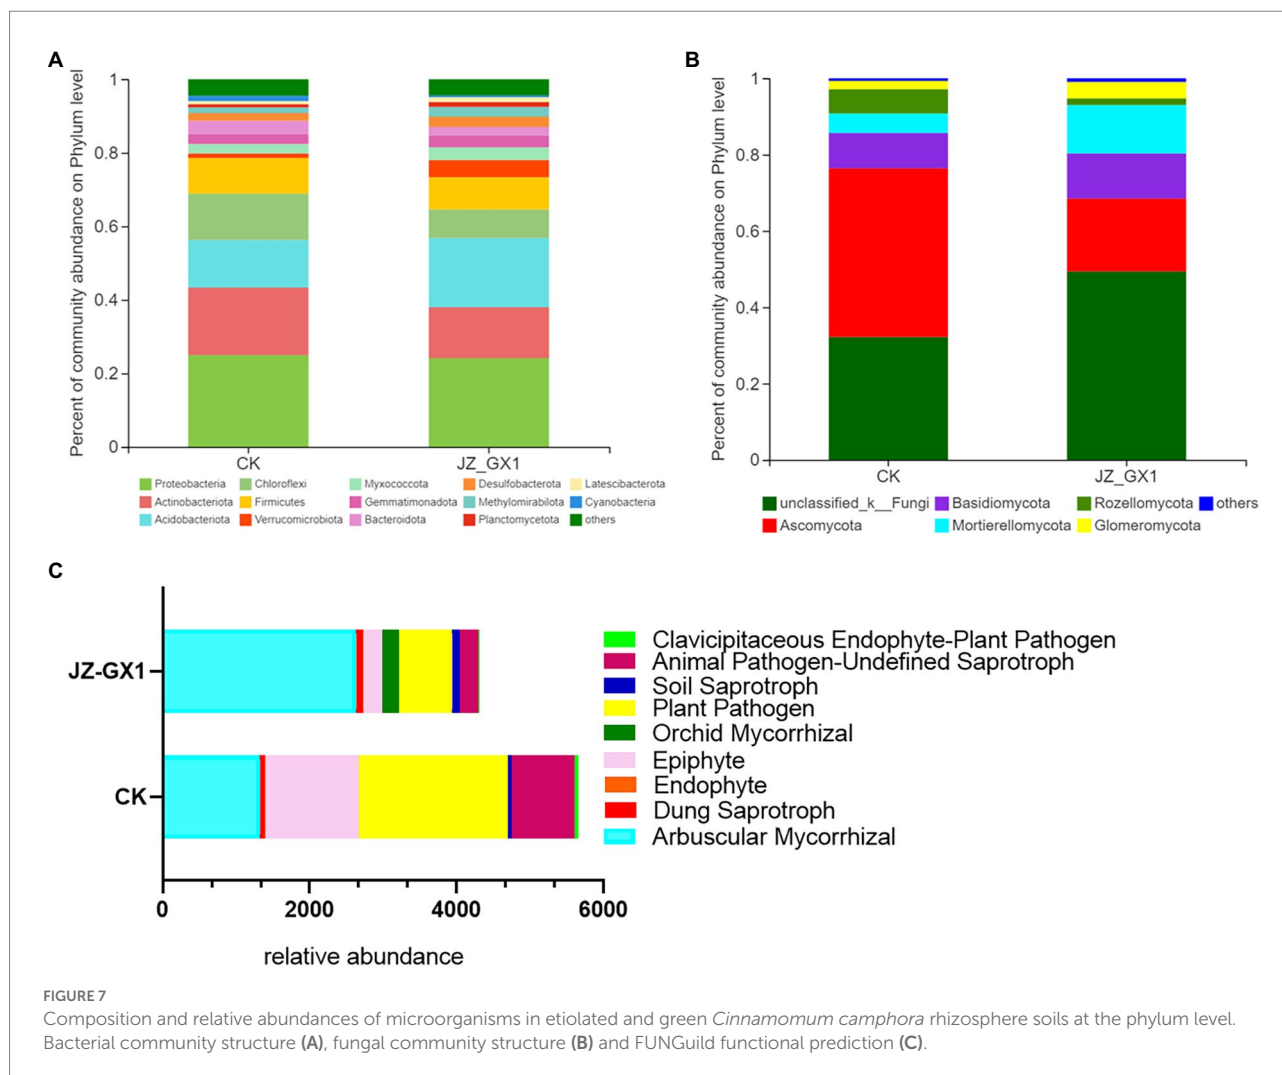 A
Percent of community abundance on Phylum level
1
0.8
0.6
0.4
0.2
0
CK
JZ_GX1
Proteobacteria
Chloroflexi
Myxococcota
Desulfobacterota
Latescibacterota
Actinobacteriota
Firmicutes
Gemmatimonadota
Methylomirabilota
Cyanobacteria
Acidobacteriota
Verrucomicrobiota
Bacteroidota
Planctomycetota
others
B
Percent of community abundance on Phylum level
1
0.8
0.6
0.4
0.2
0
CK
JZ_GX1
unclassified_k__Fungi
Basidiomycota
Rozellomycota
others
Ascomycota
Mortierellomycota
Glomeromycota
C
JZ-GX1
CK
0
2000
4000
6000
relative abundance
Clavicipitaceous Endophyte-Plant Pathogen
Animal Pathogen-Undefined Saprotroph
Soil Saprotroph
Plant Pathogen
Orchid Mycorrhizal
Epiphyte
Endophyte
Dung Saprotroph
Arbuscular Mycorrhizal
FIGURE 7
Composition and relative abundances of microorganisms in etiolated and green Cinnamomum camphora rhizosphere soils at the phylum level.
Bacterial community structure (A), fungal community structure (B) and FUNGuild functional prediction (C).